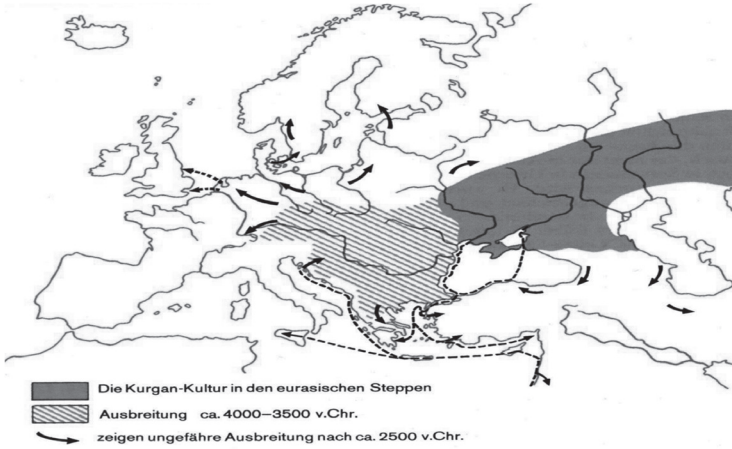 Die Kurgan-Kultur in den eurasischen Steppen
Ausbreitung ca. 4000–3500 v.Chr.
zeigen ungefähre Ausbreitung nach ca. 2500 v.Chr.